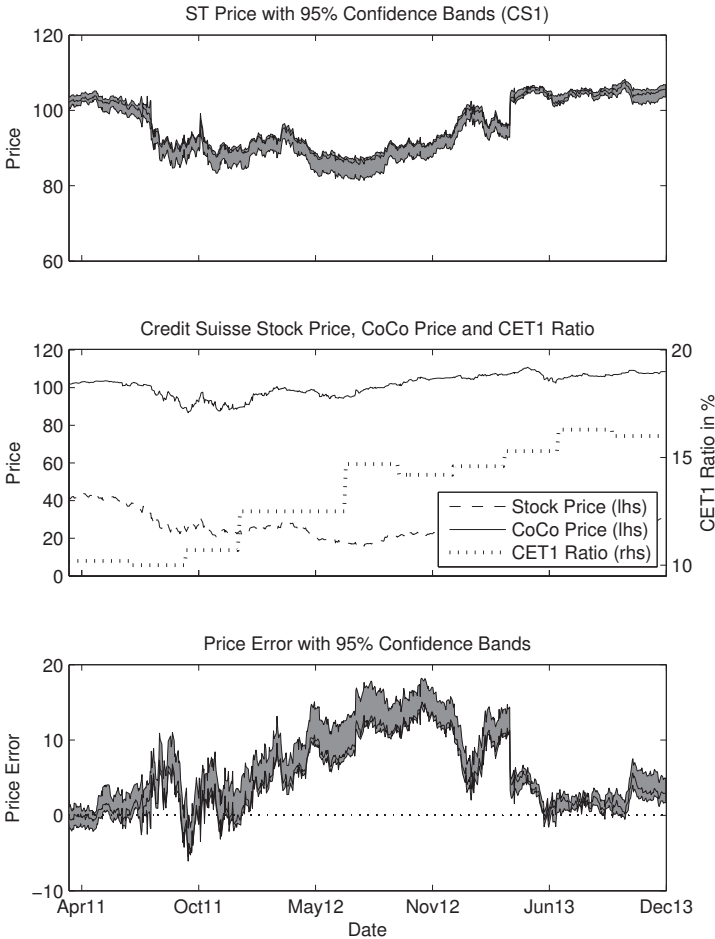 ST Price with 95% Confidence Bands (CS1)
120
100
80
60
Price
Credit Suisse Stock Price, CoCo Price and CET1 Ratio
120
100
80
60
40
20
0
Price
20
15
10
CET1 Ratio in %
Stock Price (lhs)
CoCo Price (lhs)
CET1 Ratio (rhs)
Price Error with 95% Confidence Bands
20
10
0
−10
Price Error
Apr11 Oct11 May12 Nov12 Jun13 Dec13
Date